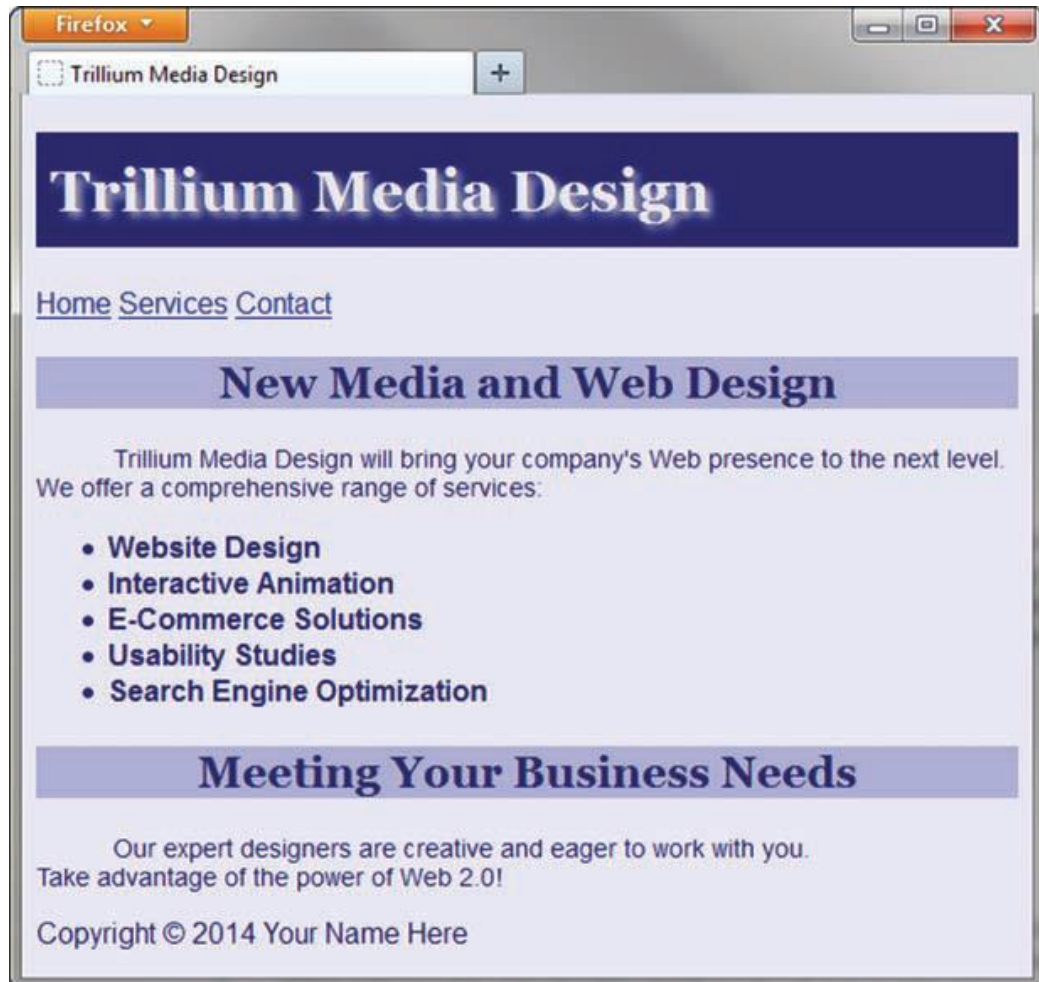 Firefox
Trillium Media Design
Trillium Media Design
Home Services Contact
New Media and Web Design
Trillium Media Design will bring your company's Web presence to the next level.
We offer a comprehensive range of services:
• Website Design
• Interactive Animation
• E-Commerce Solutions
• Usability Studies
• Search Engine Optimization
Meeting Your Business Needs
Our expert designers are creative and eager to work with you.
Take advantage of the power of Web 2.0!
Copyright © 2014 Your Name Here